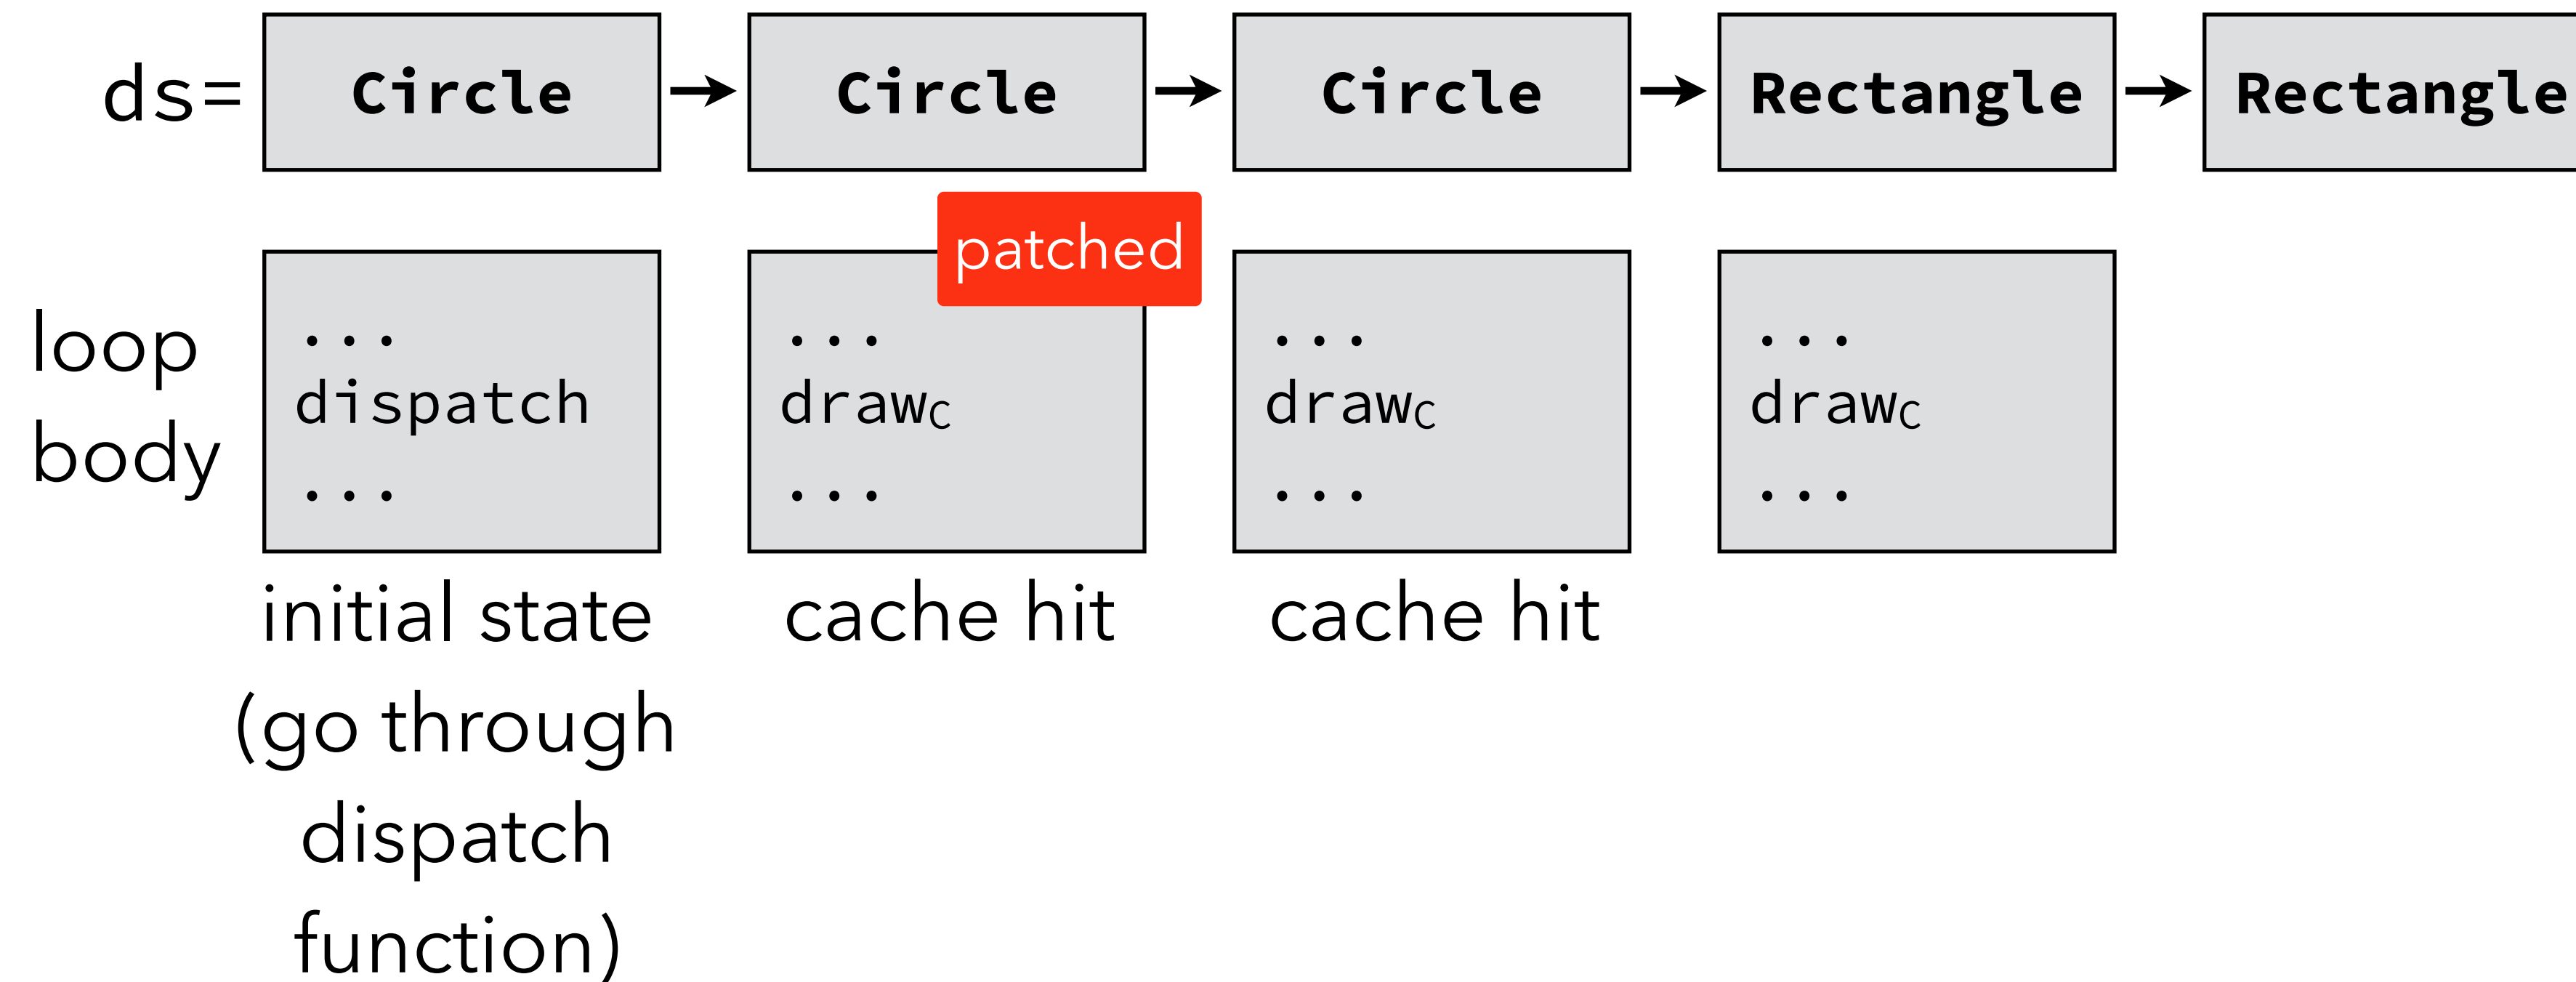 ds= Circle Circle Circle Rectangle Rectangle
patched
loop body
...
dispatch
...
...
drawC
...
...
drawC
...
...
drawC
...
initial state
(go through
dispatch
function)
cache hit
cache hit